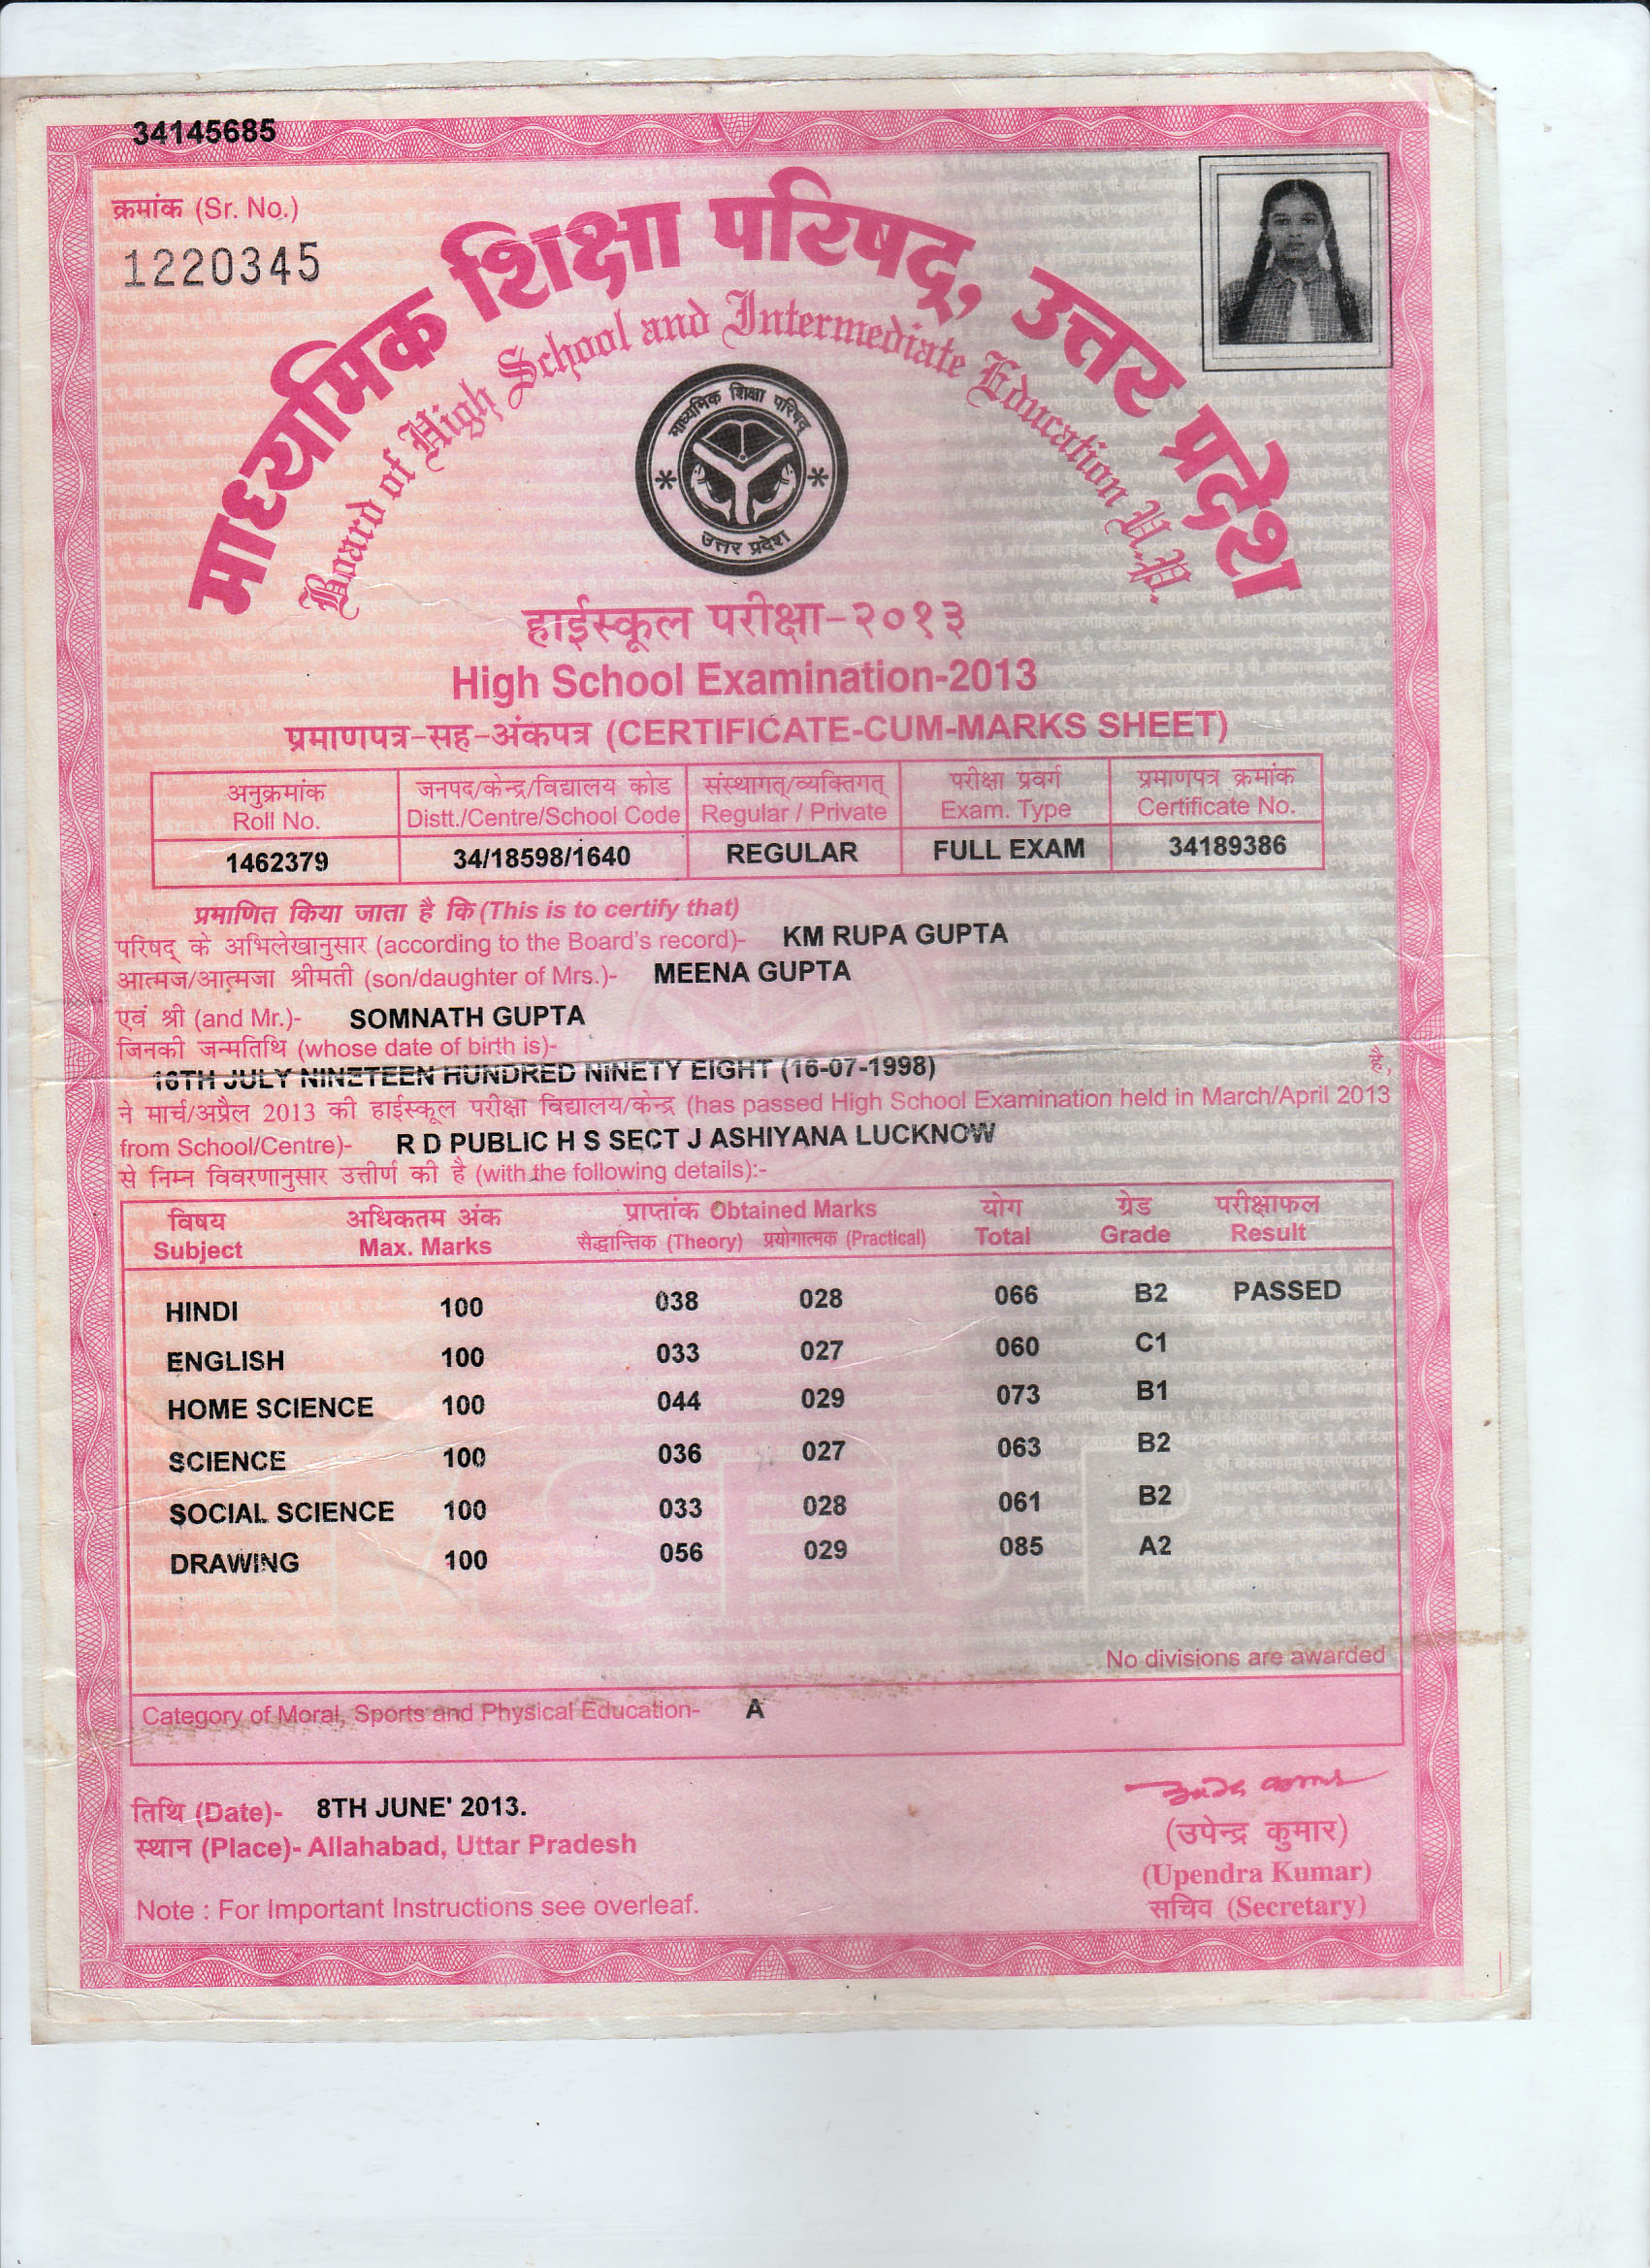 34145685
क्रमांक (Sr. No.)
1220345
माध्यमिक शिक्षा परिषद्, उत्तर प्रदेश
Board of High School and Intermediate Education U.P.
माध्यमिक शिक्षा परिषद्
उत्तर प्रदेश
हाईस्कूल परीक्षा-२०१३
High School Examination-2013
प्रमाणपत्र-सह-अंकपत्र (CERTIFICATE-CUM-MARKS SHEET)
अनुक्रमांक जनपद/केन्द्र/विद्यालय कोड संस्थागत्/व्यक्तिगत् परीक्षा प्रवर्ग प्रमाणपत्र क्रमांक
Roll No. Distt./Centre/School Code Regular / Private Exam. Type Certificate No.
1462379 34/18598/1640 REGULAR FULL EXAM 34189386
प्रमाणित किया जाता है कि (This is to certify that)
परिषद् के अभिलेखानुसार (according to the Board's record)- KM RUPA GUPTA
आत्मज/आत्मजा श्रीमती (son/daughter of Mrs.)- MEENA GUPTA
एवं श्री (and Mr.)- SOMNATH GUPTA
जिनकी जन्मतिथि (whose date of birth is)-
16TH JULY NINETEEN HUNDRED NINETY EIGHT (16-07-1998) है,
ने मार्च/अप्रैल 2013 की हाईस्कूल परीक्षा विद्यालय/केन्द्र (has passed High School Examination held in March/April 2013
from School/Centre)- R D PUBLIC H S SECT J ASHIYANA LUCKNOW
से निम्न विवरणानुसार उत्तीर्ण की है (with the following details):-
विषय अधिकतम अंक प्राप्तांक Obtained Marks योग ग्रेड परीक्षाफल
Subject Max. Marks सैद्धान्तिक (Theory) प्रयोगात्मक (Practical) Total Grade Result
HINDI 100 038 028 066 B2 PASSED
ENGLISH 100 033 027 060 C1
HOME SCIENCE 100 044 029 073 B1
SCIENCE 100 036 027 063 B2
SOCIAL SCIENCE 100 033 028 061 B2
DRAWING 100 056 029 085 A2
No divisions are awarded
Category of Moral, Sports and Physical Education- A
तिथि (Date)- 8TH JUNE' 2013.
स्थान (Place)- Allahabad, Uttar Pradesh
(उपेन्द्र कुमार)
(Upendra Kumar)
सचिव (Secretary)
Note : For Important Instructions see overleaf.